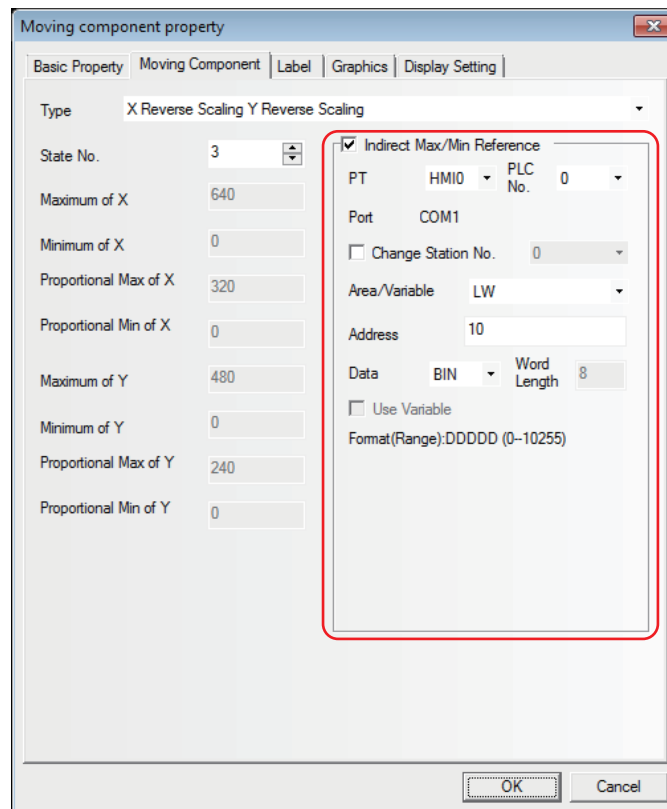 Moving component property
Basic Property Moving Component Label Graphics Display Setting
Type X Reverse Scaling Y Reverse Scaling
State No. 3
Maximum of X 640
Minimum of X 0
Proportional Max of X 320
Proportional Min of X 0
Maximum of Y 480
Minimum of Y 0
Proportional Max of Y 240
Proportional Min of Y 0
Indirect Max/Min Reference
PT HMI0 PLC No. 0
Port COM1
Change Station No. 0
Area/Variable LW
Address 10
Data BIN Word Length 8
Use Variable
Format(Range):DDDDD (0--10255)
OK Cancel